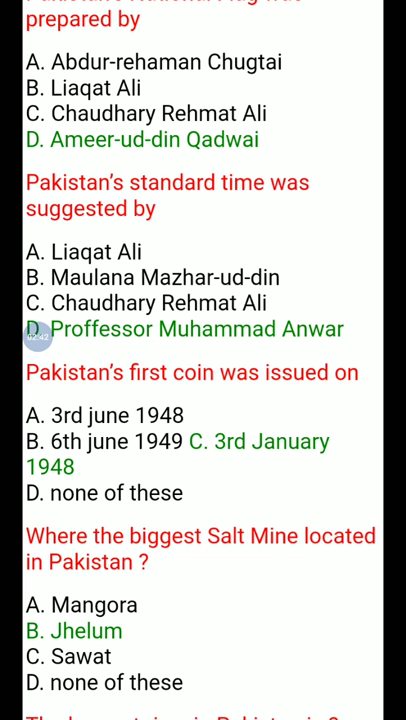 prepared by
A. Abdur-rehaman Chugtai
B. Liaqat Ali
C. Chaudhary Rehmat Ali
D. Ameer-ud-din Qadwai
Pakistan's standard time was
suggested by
A. Liaqat Ali
B. Maulana Mazhar-ud-din
C. Chaudhary Rehmat Ali
D. Proffessor Muhammad Anwar
02:42
Pakistan's first coin was issued on
A. 3rd june 1948
B. 6th june 1949 C. 3rd January
1948
D. none of these
Where the biggest Salt Mine located
in Pakistan ?
A. Mangora
B. Jhelum
C. Sawat
D. none of these